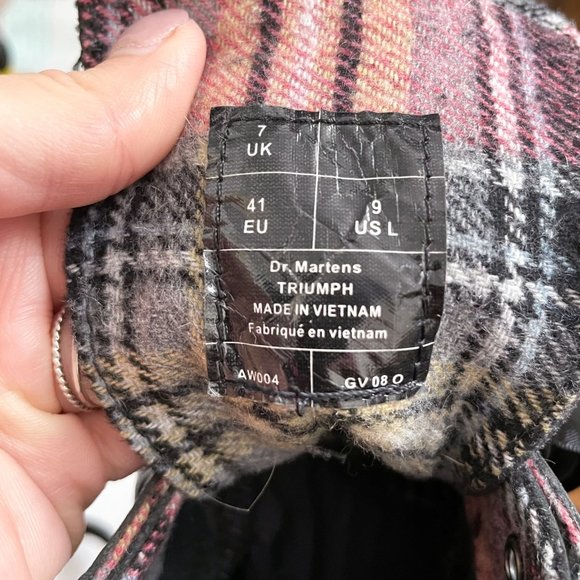 7
UK
41
EU
9
US L
Dr. Martens
TRIUMPH
MADE IN VIETNAM
Fabriqué en vietnam
AW004
GV 08 O